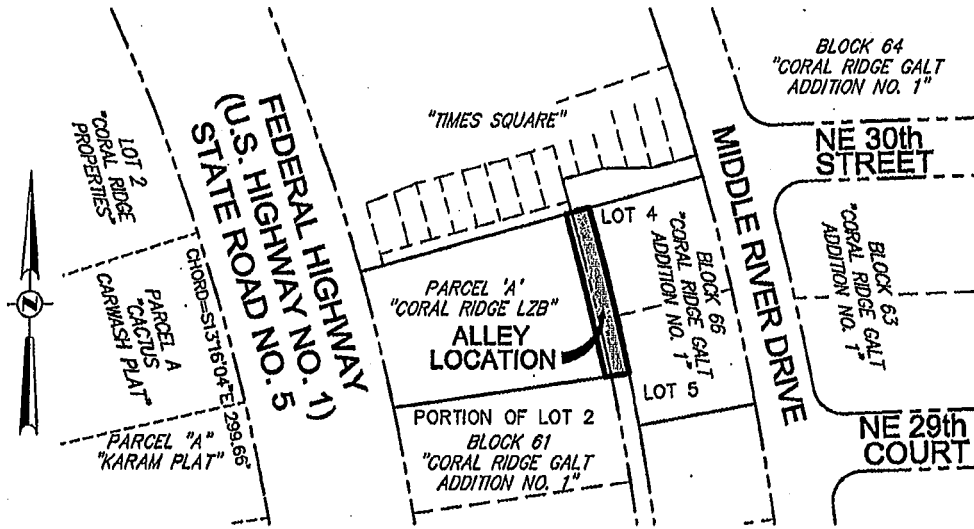 BLOCK 64
"CORAL RIDGE GALT
ADDITION NO. 1"
NE 30th
STREET
"TIMES SQUARE"
MIDDLE RIVER DRIVE
FEDERAL HIGHWAY
(U.S. HIGHWAY NO. 1)
STATE ROAD NO. 5
LOT 2
"CORAL RIDGE
PROPERTIES"
CHORD=S13°16'04"E 299.66'
PARCEL A
"CACTUS
CARWASH PLAT"
PARCEL "A"
"KARAM PLAT"
N
PARCEL 'A'
"CORAL RIDGE LZB"
ALLEY
LOCATION
LOT 4
BLOCK 66
"CORAL RIDGE GALT
ADDITION NO. 1"
LOT 5
BLOCK 63
"CORAL RIDGE GALT
ADDITION NO. 1"
PORTION OF LOT 2
BLOCK 61
"CORAL RIDGE GALT
ADDITION NO. 1"
NE 29th
COURT